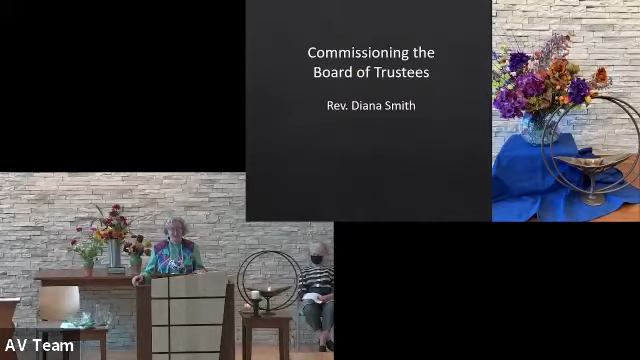 Commissioning the
Board of Trustees
Rev. Diana Smith
AV Team